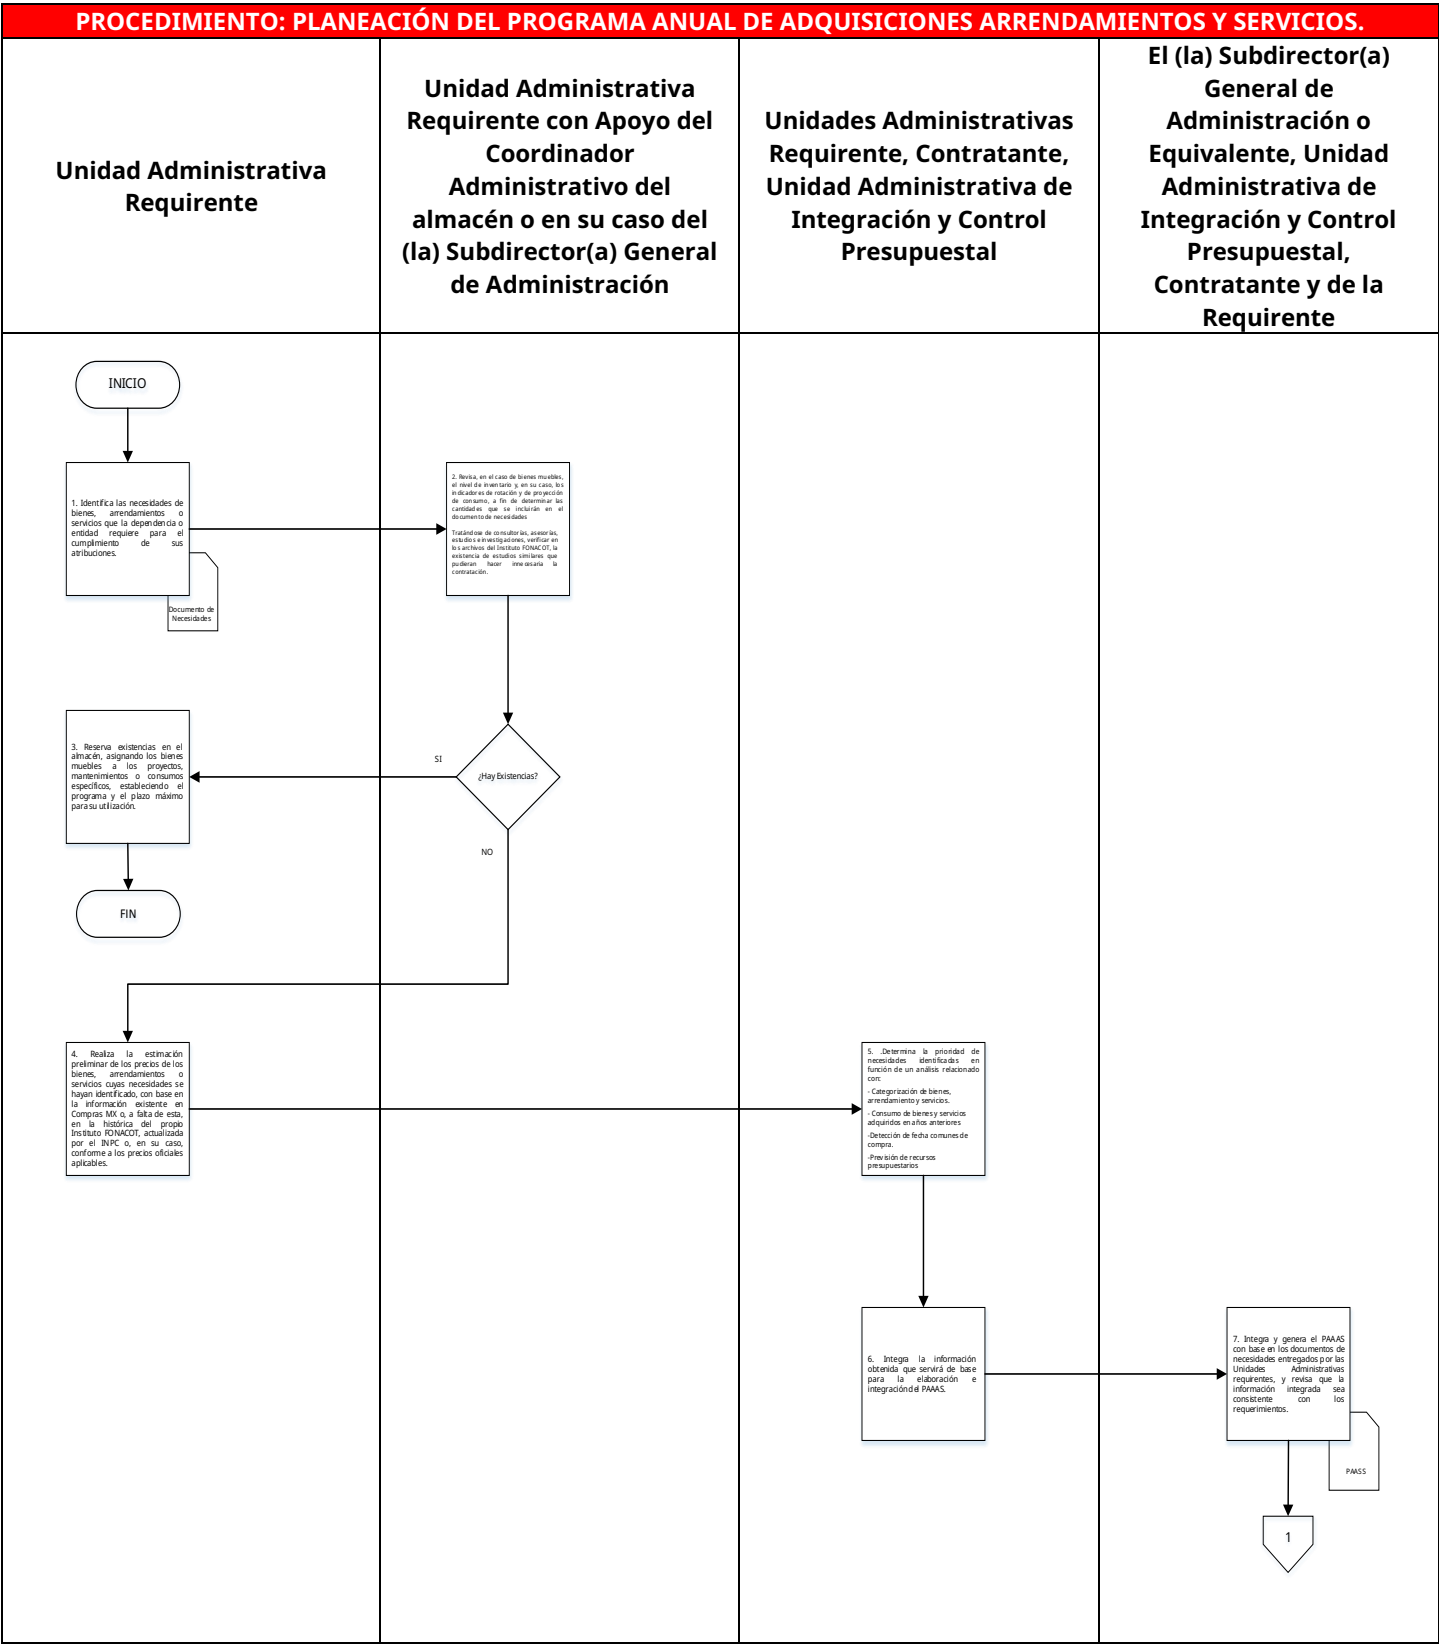 PROCEDIMIENTO: PLANEACIÓN DEL PROGRAMA ANUAL DE ADQUISICIONES ARRENDAMIENTOS Y SERVICIOS.
Unidad Administrativa
Requirente
Unidad Administrativa
Requirente con Apoyo del
Coordinador
Administrativo del
almacén o en su caso del
(la) Subdirector(a) General
de Administración
Unidades Administrativas
Requirente, Contratante,
Unidad Administrativa de
Integración y Control
Presupuestal
El (la) Subdirector(a)
General de
Administración o
Equivalente, Unidad
Administrativa de
Integración y Control
Presupuestal,
Contratante y de la
Requirente
INICIO
1. Identifica las necesidades de
bienes, arrendamientos o
servicios que la dependencia o
entidad requiere para el
cumplimiento de sus
atribuciones.
Documento de
Necesidades
2. Revisa, en el caso de bienes muebles,
el nivel de inventario y, en su caso, los
indicadores de rotación y de proyección
de consumo, a fin de determinar las
cantidades que se incluirán en el
documento de necesidades
Tratándose de consultorías, asesorías,
estudios e investigaciones, verificar en
los archivos del Instituto FONACOT, la
existencia de estudios similares que
pudieran hacer innecesaria la
contratación.
¿Hay Existencias?
SI
NO
3. Reserva existencias en el
almacén, asignando los bienes
muebles a los proyectos,
mantenimientos o consumos
específicos, estableciendo el
programa y el plazo máximo
para su utilización.
FIN
4. Realiza la estimación
preliminar de los precios de los
bienes, arrendamientos o
servicios cuyas necesidades se
hayan identificado, con base en
la información existente en
Compras MX o, a falta de esta,
en la histórica del propio
Instituto FONACOT, actualizada
por el INPC o, en su caso,
conforme a los precios oficiales
aplicables.
5. .Determina la prioridad de
necesidades identificadas en
función de un análisis relacionado
con:
- Categorización de bienes,
arrendamiento y servicios.
- Consumo de bienes y servicios
adquiridos en años anteriores
-Detección de fecha comunes de
compra.
-Previsión de recursos
presupuestarios
6. Integra la información
obtenida que servirá de base
para la elaboración e
integración del PAAAS.
7. Integra y genera el PAAAS
con base en los documentos de
necesidades entregados por las
Unidades Administrativas
requirentes, y revisa que la
información integrada sea
consistente con los
requerimientos.
PAASS
1